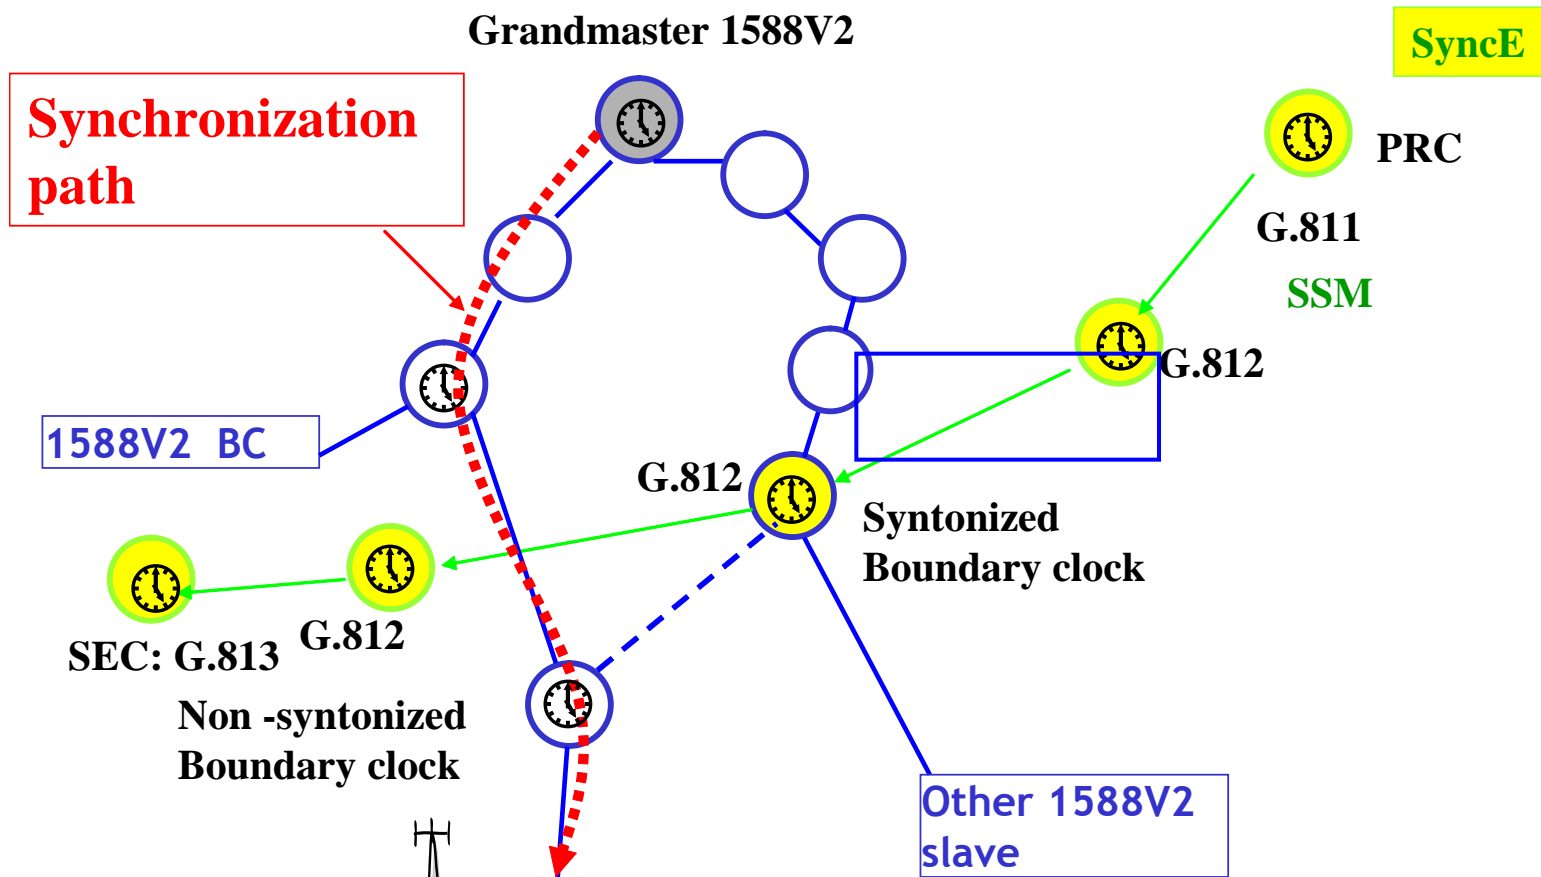 Grandmaster 1588V2
SyncE
Synchronization
path
PRC
G.811
SSM
G.812
1588V2 BC
G.812
Syntonized
Boundary clock
G.812
SEC: G.813
Non -syntonized
Boundary clock
Other 1588V2
slave